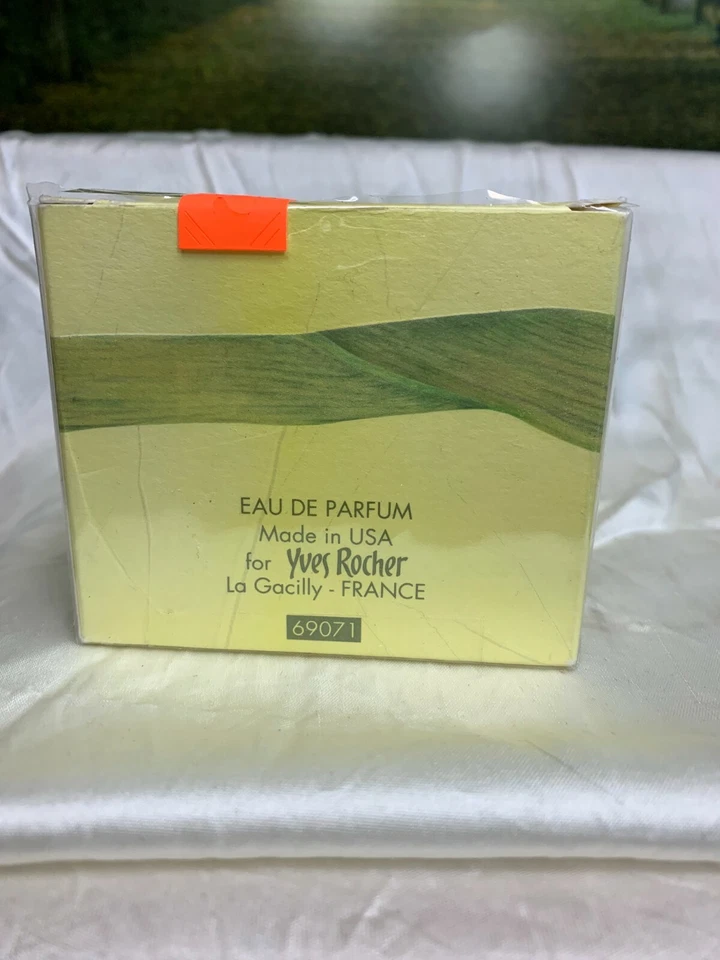 EAU DE PARFUM
Made in USA
for Yves Rocher
La Gacilly - FRANCE
69071